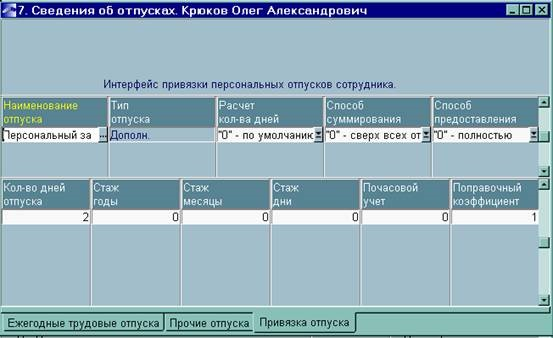 7. Сведения об отпусках. Крюков Олег Александрович
Интерфейс привязки персональных отпусков сотрудника.
Наименование отпуска
Тип отпуска
Расчет кол-ва дней
Способ суммирования
Способ предоставления
Персональный за ...
Дополн.
"0" - по умолчаник
"0" - сверх всех от
"0" - полностью
Кол-во дней отпуска
Стаж годы
Стаж месяцы
Стаж дни
Почасовой учет
Поправочный коэффициент
2
0
0
0
0
1
Ежегодные трудовые отпуска
Прочие отпуска
Привязка отпуска